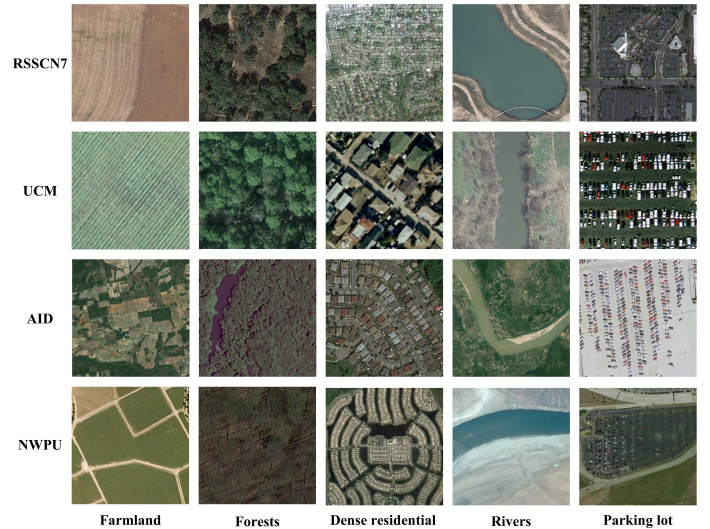 RSSCN7
UCM
AID
NWPU
Farmland Forests Dense residential Rivers Parking lot